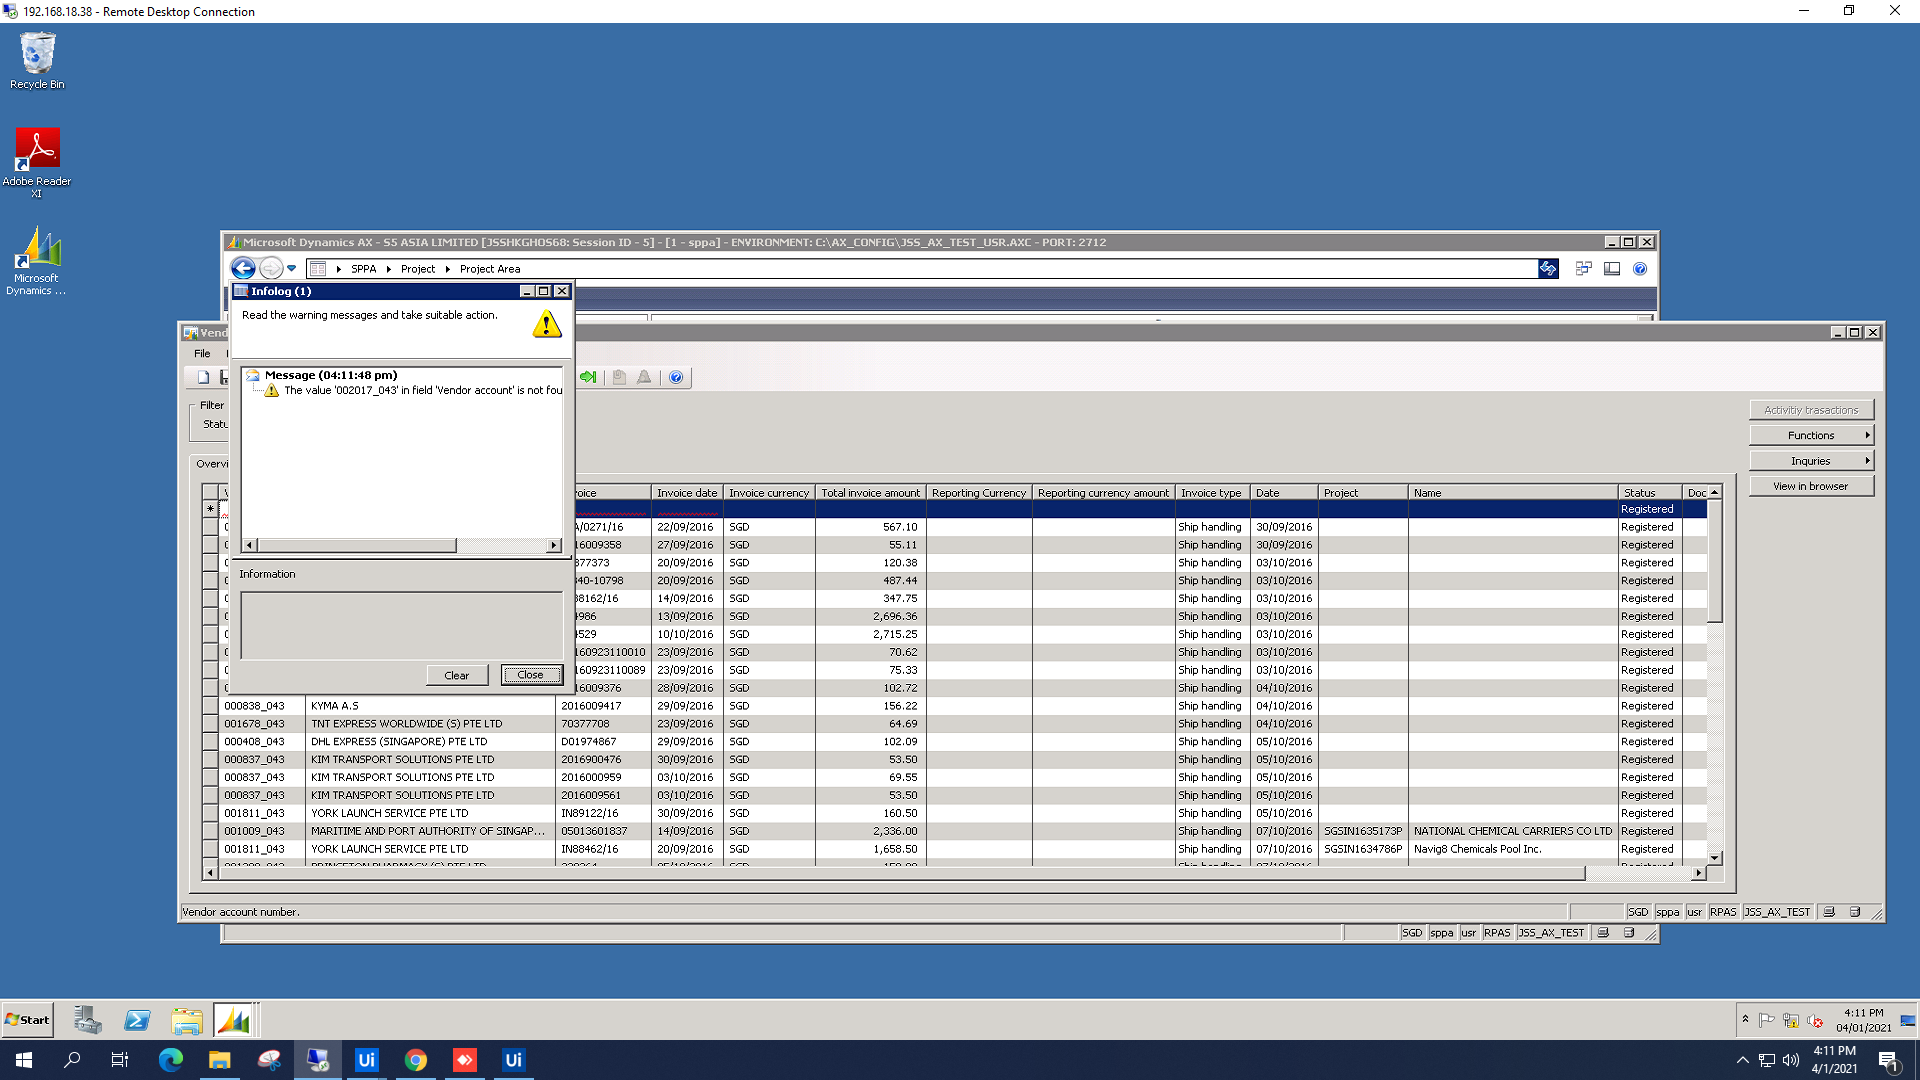 192.168.18.38 - Remote Desktop Connection
Recycle Bin
Adobe Reader
XI
Microsoft
Dynamics ...
Microsoft Dynamics AX - S5 ASIA LIMITED [JSSHKGHOS68: Session ID - 5] - [1 - sppa] - ENVIRONMENT: C:\AX_CONFIG\JSS_AX_TEST_USR.AXC - PORT: 2712
SPPA Project Project Area
Infolog (1)
Read the warning messages and take suitable action.
Message (04:11:48 pm)
The value '002017_043' in field 'Vendor account' is not fou
Information
Clear Close
Vend
File
Filter
Statu
Overvi
Activitiy trasactions
Functions
Inquries
View in browser
voice Invoice date Invoice currency Total invoice amount Reporting Currency Reporting currency amount Invoice type Date Project Name Status Doc
Registered
A/0271/16 22/09/2016 SGD 567.10 Ship handling 30/09/2016 Registered
16009358 27/09/2016 SGD 55.11 Ship handling 30/09/2016 Registered
377373 20/09/2016 SGD 120.38 Ship handling 03/10/2016 Registered
340-10798 20/09/2016 SGD 487.44 Ship handling 03/10/2016 Registered
38162/16 14/09/2016 SGD 347.75 Ship handling 03/10/2016 Registered
4986 13/09/2016 SGD 2,696.36 Ship handling 03/10/2016 Registered
4529 10/10/2016 SGD 2,715.25 Ship handling 03/10/2016 Registered
160923110010 23/09/2016 SGD 70.62 Ship handling 03/10/2016 Registered
160923110089 23/09/2016 SGD 75.33 Ship handling 03/10/2016 Registered
16009376 28/09/2016 SGD 102.72 Ship handling 04/10/2016 Registered
000838_043 KYMA A.S 2016009417 29/09/2016 SGD 156.22 Ship handling 04/10/2016 Registered
001678_043 TNT EXPRESS WORLDWIDE (S) PTE LTD 70377708 23/09/2016 SGD 64.69 Ship handling 04/10/2016 Registered
000408_043 DHL EXPRESS (SINGAPORE) PTE LTD D01974867 29/09/2016 SGD 102.09 Ship handling 05/10/2016 Registered
000837_043 KIM TRANSPORT SOLUTIONS PTE LTD 2016900476 30/09/2016 SGD 53.50 Ship handling 05/10/2016 Registered
000837_043 KIM TRANSPORT SOLUTIONS PTE LTD 2016000959 03/10/2016 SGD 69.55 Ship handling 05/10/2016 Registered
000837_043 KIM TRANSPORT SOLUTIONS PTE LTD 2016009561 03/10/2016 SGD 53.50 Ship handling 05/10/2016 Registered
001811_043 YORK LAUNCH SERVICE PTE LTD IN89122/16 30/09/2016 SGD 160.50 Ship handling 05/10/2016 Registered
001009_043 MARITIME AND PORT AUTHORITY OF SINGAP... 05013601837 14/09/2016 SGD 2,336.00 Ship handling 07/10/2016 SGSIN1635173P NATIONAL CHEMICAL CARRIERS CO LTD Registered
001811_043 YORK LAUNCH SERVICE PTE LTD IN88462/16 20/09/2016 SGD 1,658.50 Ship handling 07/10/2016 SGSIN1634786P Navig8 Chemicals Pool Inc. Registered
Vendor account number.
SGD sppa usr RPAS JSS_AX_TEST
SGD sppa usr RPAS JSS_AX_TEST
Start
4:11 PM
04/01/2021
Ui
Ui
4:11 PM
4/1/2021
1